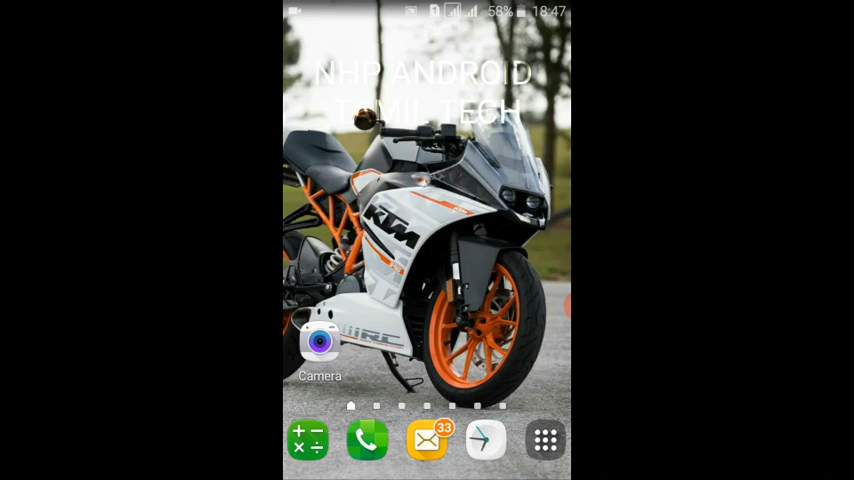 58% 18:47
NHP ANDROID
TAMIL TECH
KTM
RC
Camera
33